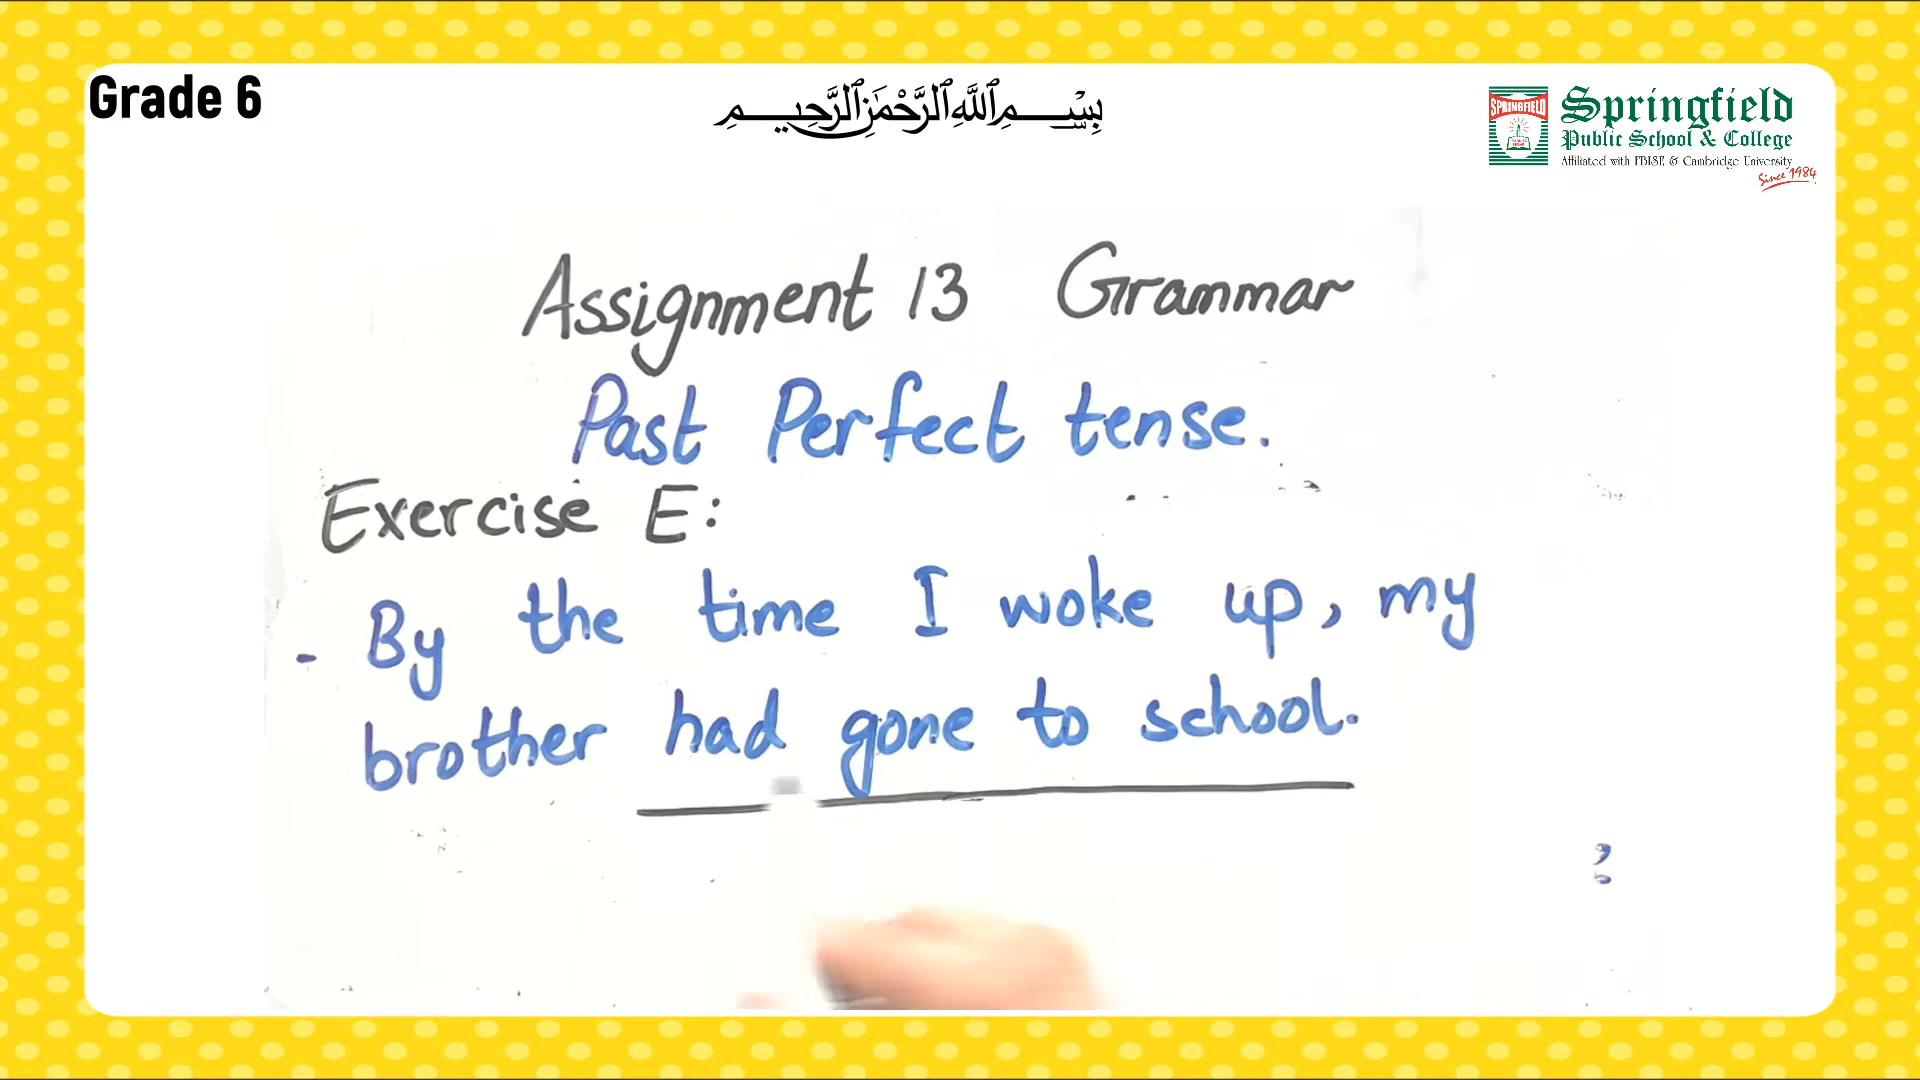 Grade 6
بِسْمِ ٱللَّهِ ٱلرَّحْمَٰنِ ٱلرَّحِيمِ
SPRINGFIELD
Springfield
Public School & College
Affiliated with FBISE & Cambridge University
Since 1984
Assignment 13 Grammar
Past Perfect tense.
Exercise E:
- By the time I woke up, my
brother had gone to school.